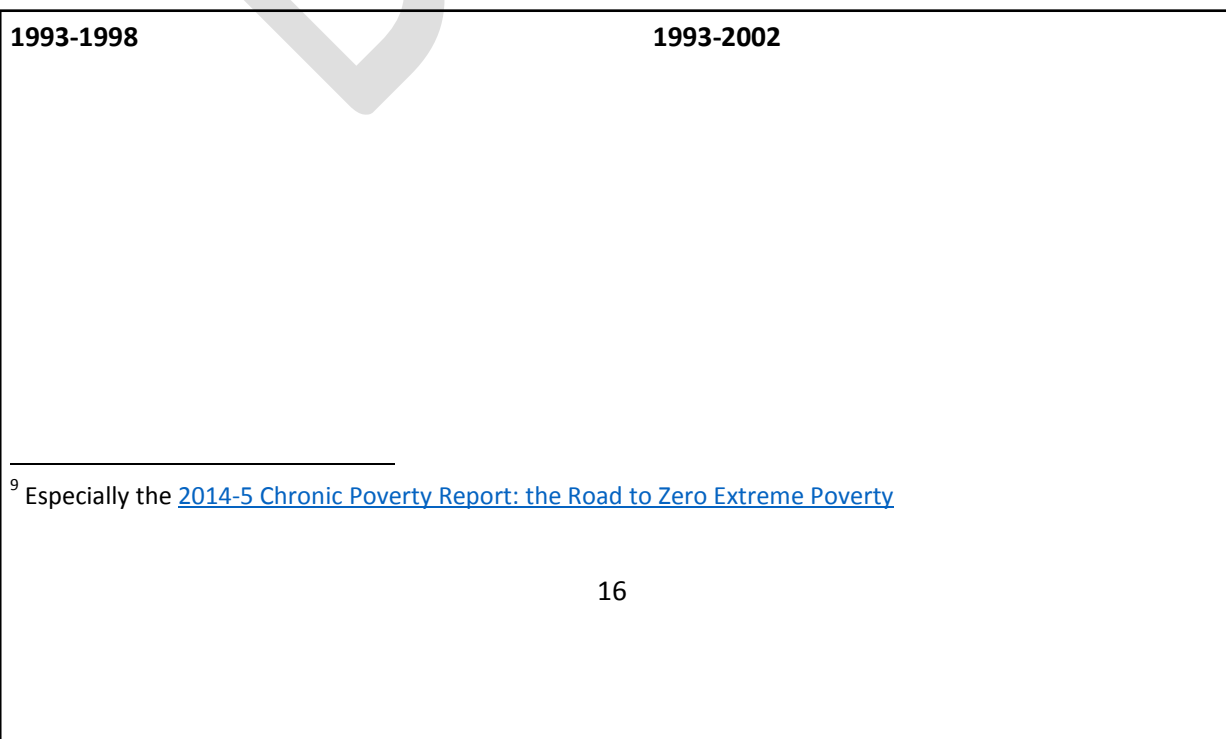 1993-1998 1993-2002
9 Especially the 2014-5 Chronic Poverty Report: the Road to Zero Extreme Poverty
16